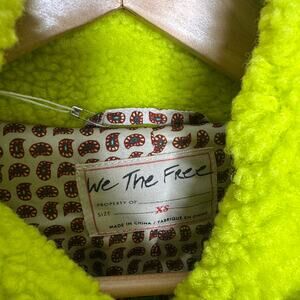 We The Free
PROPERTY OF
SIZE XS
MADE IN CHINA / FABRIQUÉ EN CHINE